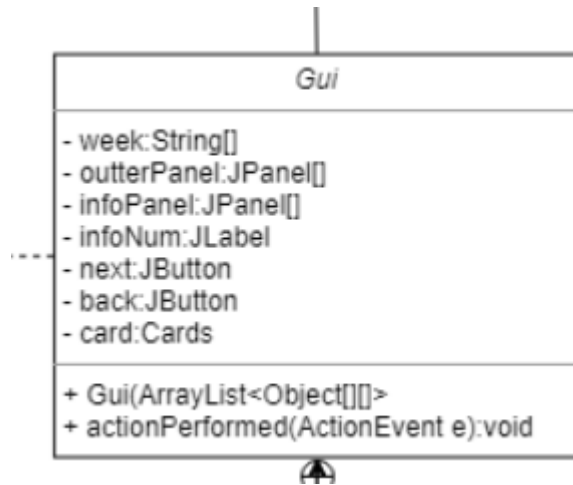 Gui
- week:String[]
- outterPanel:JPanel[]
- infoPanel:JPanel[]
- infoNum:JLabel
- next:JButton
- back:JButton
- card:Cards
+ Gui(ArrayList<Object[][]>
+ actionPerformed(ActionEvent e):void